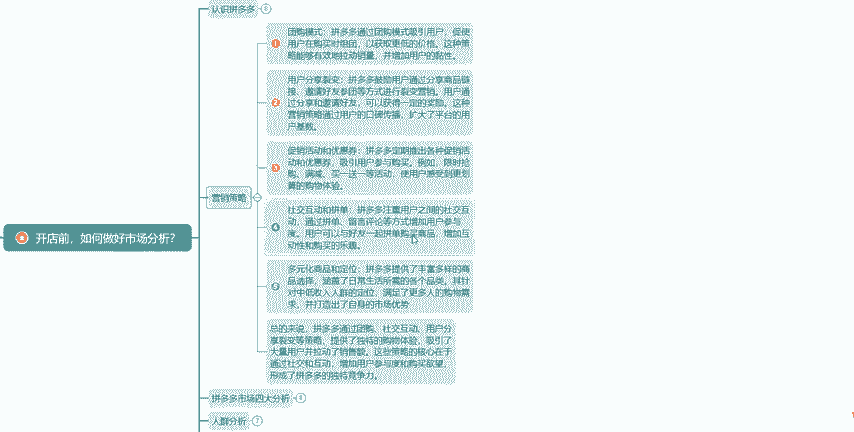 认识拼多多
团购模式：拼多多通过团购模式吸引用户，促使
用户在购买时组团，以获取更低的价格。这种策
略能够有效地拉动销量，并增加用户的黏性。
用户分享裂变：拼多多鼓励用户通过分享商品链
接、邀请好友参团等方式进行裂变营销。用户通
过分享和邀请好友，可以获得一定的奖励。这种
营销策略通过用户的口碑传播，扩大了平台的用
户基数。
促销活动和优惠券：拼多多定期推出各种促销活
动和优惠券，吸引用户参与购买。例如，限时抢
购、满减、买一送一等活动，使用户感受到更划
算的购物体验。
营销策略
社交互动和拼单：拼多多注重用户之间的社交互
动，通过拼单、留言评论等方式增加用户参与
度。用户可以与好友一起拼单购买商品，增加互
动性和购买的乐趣。
开店前，如何做好市场分析？
多元化商品和定位：拼多多提供了丰富多样的商
品选择，涵盖了日常生活所需的各个品类。其针
对中低收入人群的定位，满足了更多人的购物需
求，并打造出了自身的市场优势
总的来说，拼多多通过团购、社交互动、用户分
享裂变等策略，提供了独特的购物体验，吸引了
大量用户并拉动了销售额。这些策略的核心在于
通过社交和互动，增加用户参与度和购买欲望，
形成了拼多多的独特竞争力。
拼多多市场四大分析
人群分析 7